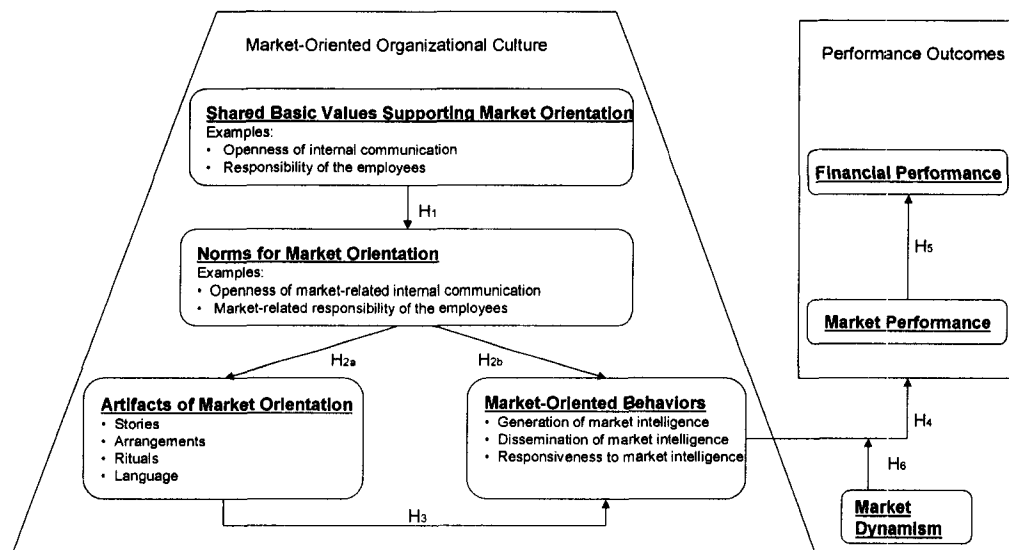 Market-Oriented Organizational Culture
Shared Basic Values Supporting Market Orientation
Examples:
• Openness of internal communication
• Responsibility of the employees
H1
Norms for Market Orientation
Examples:
• Openness of market-related internal communication
• Market-related responsibility of the employees
H2a
H2b
Artifacts of Market Orientation
• Stories
• Arrangements
• Rituals
• Language
Market-Oriented Behaviors
• Generation of market intelligence
• Dissemination of market intelligence
• Responsiveness to market intelligence
H3
Performance Outcomes
Financial Performance
H5
Market Performance
H4
H6
Market
Dynamism